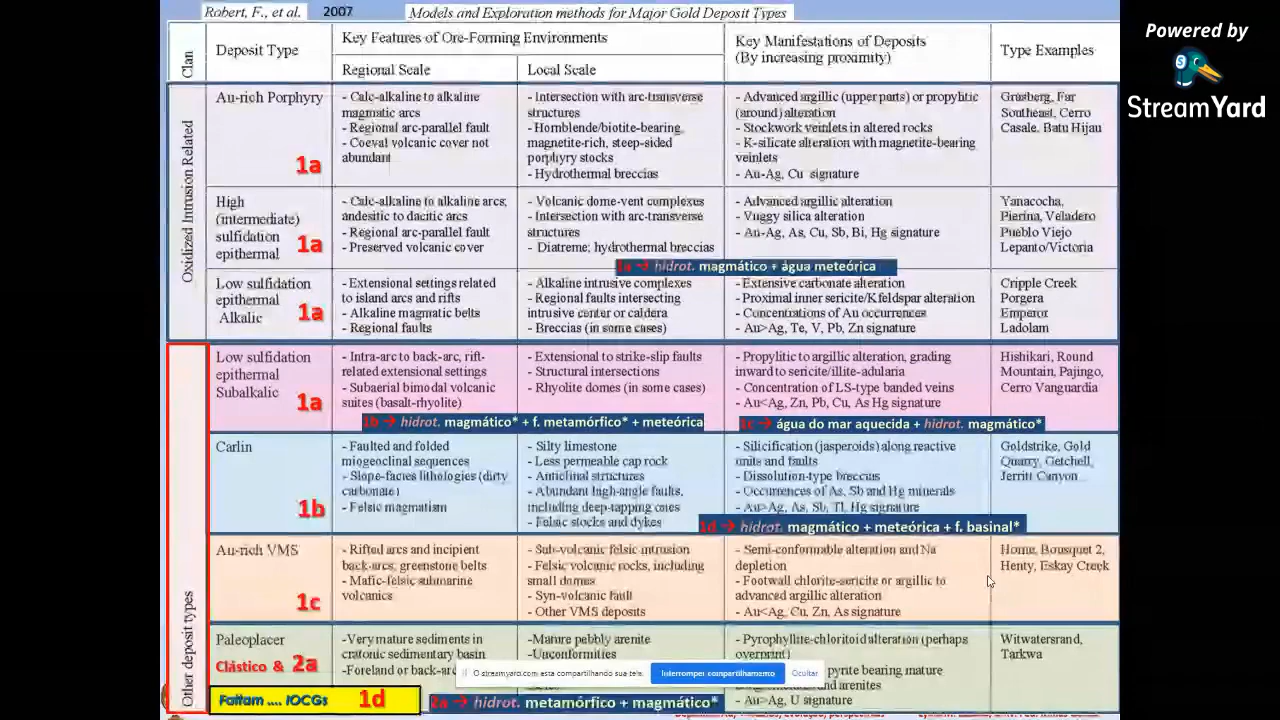 Robert, F., et al. 2007 Models and Exploration methods for Major Gold Deposit Types
Powered by
StreamYard
Clan
Deposit Type
Key Features of Ore-Forming Environments
Regional Scale
Local Scale
Key Manifestations of Deposits
(By increasing proximity)
Type Examples
Oxidized Intrusion Related
Au-rich Porphyry
1a
- Calc-alkaline to alkaline
magmatic arcs
- Regional arc-parallel fault
- Coeval volcanic cover not
abundant
- Intersection with arc-transverse
structures
- Hornblende/biotite-bearing,
magnetite-rich, steep-sided
porphyry stocks
- Hydrothermal breccias
- Advanced argillic (upper parts) or propylitic
(around) alteration
- Stockwork veinlets in altered rocks
- K-silicate alteration with magnetite-bearing
veinlets
- Au-Ag, Cu signature
Grasberg, Far
Southeast, Cerro
Casale, Batu Hijau
High
(intermediate)
sulfidation
epithermal
1a
- Calc-alkaline to alkaline arcs;
andesitic to dacitic arcs
- Regional arc-parallel fault
- Preserved volcanic cover
- Volcanic dome-vent complexes
- Intersection with arc-transverse
structures
- Diatreme; hydrothermal breccias
- Advanced argillic alteration
- Vuggy silica alteration
- Au-Ag, As, Cu, Sb, Bi, Hg signature
Yanacocha,
Pierina, Veladero
Pueblo Viejo
Lepanto/Victoria
1a → hidrot. magmático + água meteórica
Low sulfidation
epithermal
Alkalic
1a
- Extensional settings related
to island arcs and rifts
- Alkaline magmatic belts
- Regional faults
- Alkaline intrusive complexes
- Regional faults intersecting
intrusive center or caldera
- Breccias (in some cases)
- Extensive carbonate alteration
- Proximal inner sericite/Kfeldspar alteration
- Concentrations of Au occurrences
- Au>Ag, Te, V, Pb, Zn signature
Cripple Creek
Porgera
Emperor
Ladolam
Other deposit types
Low sulfidation
epithermal
Subalkalic
1a
- Intra-arc to back-arc, rift-
related extensional settings
- Subaerial bimodal volcanic
suites (basalt-rhyolite)
- Extensional to strike-slip faults
- Structural intersections
- Rhyolite domes (in some cases)
- Propylitic to argillic alteration, grading
inward to sericite/illite-adularia
- Concentration of LS-type banded veins
- Au<Ag, Zn, Pb, Cu, As Hg signature
Hishikari, Round
Mountain, Pajingo,
Cerro Vanguardia
1b → hidrot. magmático* + f. metamórfico* + meteórica
1c → água do mar aquecida + hidrot. magmático*
Carlin
1b
- Faulted and folded
miogeoclinal sequences
- Slope-facies lithologies (dirty
carbonate)
- Felsic magmatism
- Silty limestone
- Less permeable cap rock
- Anticlinal structures
- Abundant high-angle faults,
including deep-tapping ones
- Felsic stocks and dykes
- Silicification (jasperoids) along reactive
units and faults
- Dissolution-type breccias
- Occurrences of As, Sb and Hg minerals
- Au>Ag, As, Sb, Tl, Hg signature
Goldstrike, Gold
Quarry, Getchell,
Jerritt Canyon
1d → hidrot. magmático + meteórica + f. basinal*
Au-rich VMS
1c
- Rifted arcs and incipient
back-arcs, greenstone belts
- Mafic-felsic submarine
volcanics
- Sub-volcanic felsic intrusion
- Felsic volcanic rocks, including
small domes
- Syn-volcanic fault
- Other VMS deposits
- Semi-conformable alteration and Na
depletion
- Footwall chlorite-sericite or argillic to
advanced argillic alteration
- Au<Ag, Cu, Zn, As signature
Horne, Bousquet 2,
Henty, Eskay Creek
Paleoplacer
Clástico & 2a
- Very mature sediments in
cratonic sedimentary basin
- Foreland or back-arc
- Mature pebbly arenite
- Unconformities
- Pyrophyllite-chloritoid alteration (perhaps
overprint)
pyrite bearing mature
and arenites
- Au>Ag, U signature
Witwatersrand,
Tarkwa
O streamyard.com está compartilhando sua tela.
Interromper compartilhamento
Ocultar
Faltam .... IOCGs 1d
2a → hidrot. metamórfico + magmático*